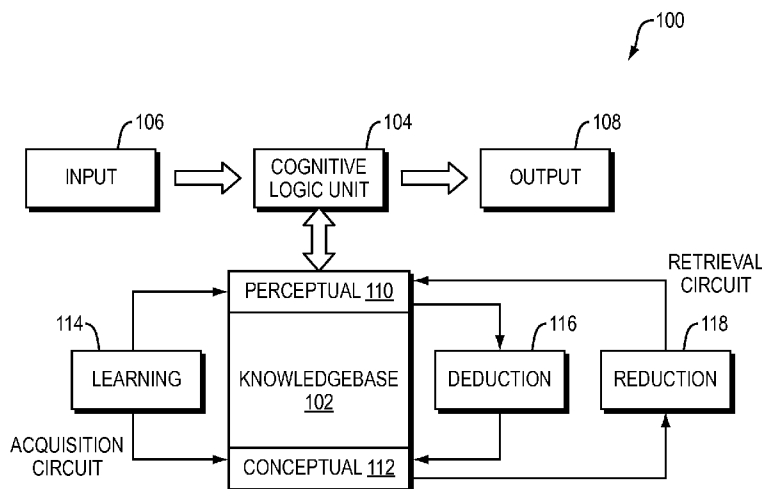 100
106
104
108
INPUT
COGNITIVE
LOGIC UNIT
OUTPUT
RETRIEVAL
CIRCUIT
PERCEPTUAL 110
114
116
118
LEARNING
KNOWLEDGEBASE
102
DEDUCTION
REDUCTION
ACQUISITION
CIRCUIT
CONCEPTUAL 112